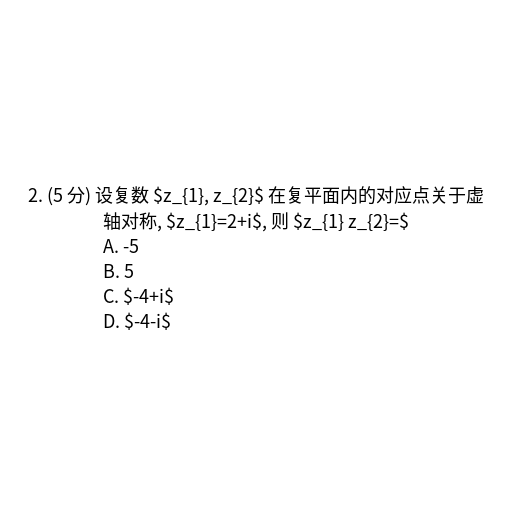 2. (5 分) 设复数 $z_{1}, z_{2}$ 在复平面内的对应点关于虚
轴对称, $z_{1}=2+i$, 则 $z_{1} z_{2}=$
A. -5
B. 5
C. $-4+i$
D. $-4-i$